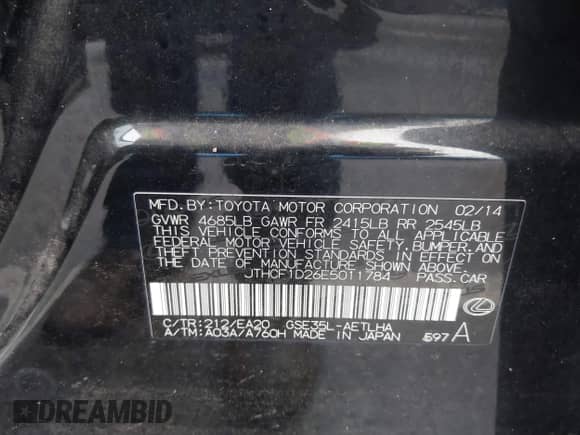 MFD.BY:TOYOTA MOTOR CORPORATION 02/14
GVWR 4685LB GAWR FR 2415LB RR 2545LB
THIS VEHICLE CONFORMS TO ALL APPLICABLE
FEDERAL MOTOR VEHICLE SAFETY, BUMPER, AND
THEFT PREVENTION STANDARDS IN EFFECT ON
THE DATE OF MANUFACTURE SHOWN ABOVE.
JTHCF1D26E5011784 PASS.CAR
C/TR:212/EA20 GSE35L-AETLHA
A/TM: A03A/A760H MADE IN JAPAN 597 A
DREAMBID